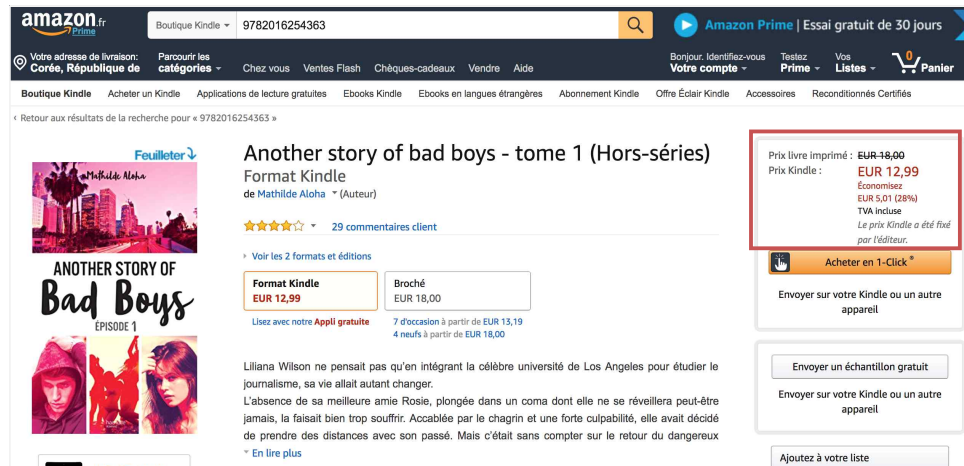 amazon.fr
Prime
Boutique Kindle
9782016254363
Amazon Prime | Essai gratuit de 30 jours
Votre adresse de livraison:
Corée, République de
Parcourir les
catégories
Chez vous Ventes Flash Chèques-cadeaux Vendre Aide
Bonjour. Identifiez-vous
Votre compte
Testez
Prime
Vos
Listes
0
Panier
Boutique Kindle Acheter un Kindle Applications de lecture gratuites Ebooks Kindle Ebooks en langues étrangères Abonnement Kindle Offre Éclair Kindle Accessoires Reconditionnés Certifiés
‹ Retour aux résultats de la recherche pour « 9782016254363 »
Feuilleter
Mathilde Aloha
ANOTHER STORY OF
Bad Boys
ÉPISODE 1
Another story of bad boys - tome 1 (Hors-séries)
Format Kindle
de Mathilde Aloha (Auteur)
29 commentaires client
Voir les 2 formats et éditions
Format Kindle
EUR 12,99
Broché
EUR 18,00
Lisez avec notre Appli gratuite
7 d'occasion à partir de EUR 13,19
4 neufs à partir de EUR 18,00
Liliana Wilson ne pensait pas qu'en intégrant la célèbre université de Los Angeles pour étudier le
journalisme, sa vie allait autant changer.
L'absence de sa meilleure amie Rosie, plongée dans un coma dont elle ne se réveillera peut-être
jamais, la faisait bien trop souffrir. Accablée par le chagrin et une forte culpabilité, elle avait décidé
de prendre des distances avec son passé. Mais c'était sans compter sur le retour du dangereux
En lire plus
Prix livre imprimé : EUR 18,00
Prix Kindle : EUR 12,99
Économisez
EUR 5,01 (28%)
TVA incluse
Le prix Kindle a été fixé
par l'éditeur.
Acheter en 1-Click ®
Envoyer sur votre Kindle ou un autre
appareil
Envoyer un échantillon gratuit
Envoyer sur votre Kindle ou un autre
appareil
Ajoutez à votre liste